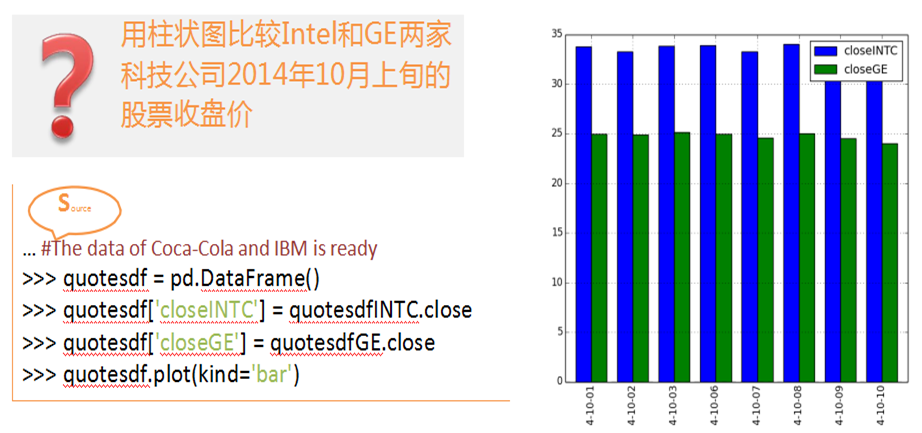 ?
用柱状图比较Intel和GE两家
科技公司2014年10月上旬的
股票收盘价
Source
... #The data of Coca-Cola and IBM is ready
>>> quotesdf = pd.DataFrame()
>>> quotesdf['closeINTC'] = quotesdfINTC.close
>>> quotesdf['closeGE'] = quotesdfGE.close
>>> quotesdf.plot(kind='bar')
closeINTC
closeGE
35
30
25
20
15
10
5
0
4-10-01
4-10-02
4-10-03
4-10-06
4-10-07
4-10-08
4-10-09
4-10-10